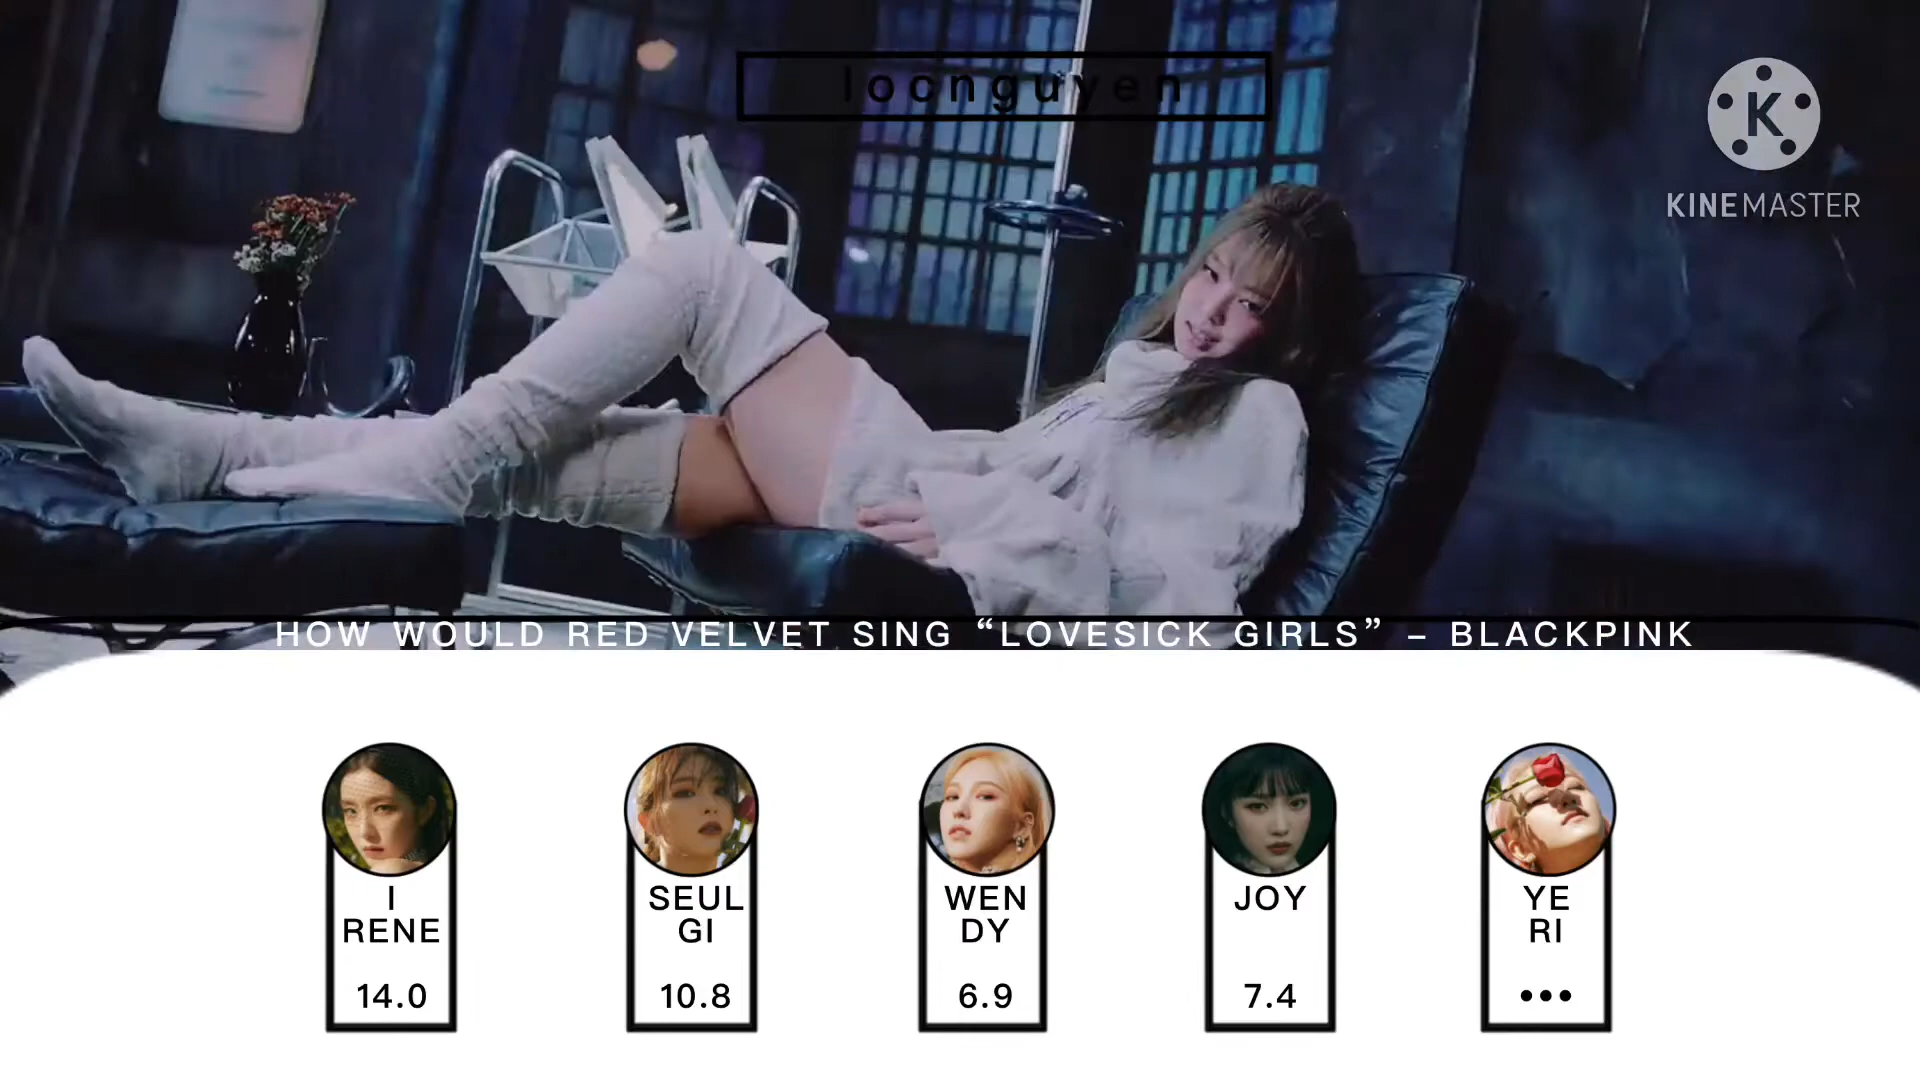 locnguyen
K
KINEMASTER
HOW WOULD RED VELVET SING “LOVESICK GIRLS” – BLACKPINK
I
RENE
14.0
SEUL
GI
10.8
WEN
DY
6.9
JOY
7.4
YE
RI
•••